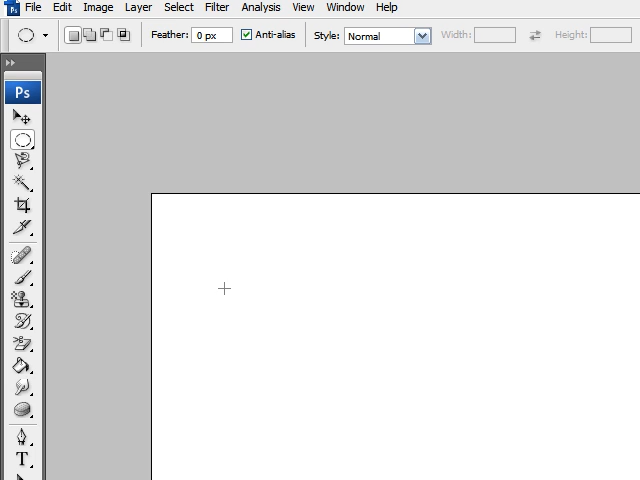 Ps File Edit Image Layer Select Filter Analysis View Window Help
Feather: 0 px Anti-alias Style: Normal Width: Height:
Ps
T